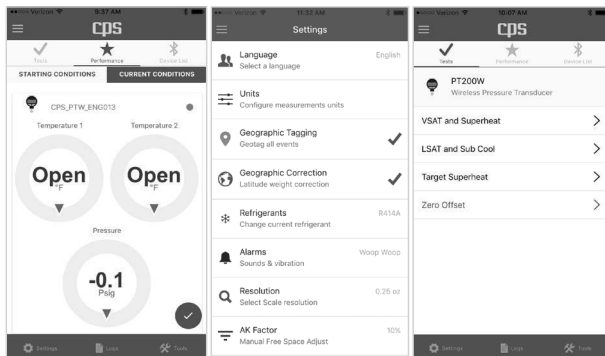 Verizon 9:37 AM
cps
Tests Performance Device List
STARTING CONDITIONS CURRENT CONDITIONS
CPS_PTW_ENG013
Temperature 1 Temperature 2
Open Open
°F °F
Pressure
-0.1
Psig
Settings Logs Tools
Verizon 11:32 AM
Settings
Language English
Select a language
Units
Configure measurements units
Geographic Tagging
Geotag all events
Geographic Correction
Latitude weight correction
Refrigerants R414A
Change current refrigerant
Alarms Woop Woop
Sounds & vibration
Resolution 0.25 oz
Select Scale resolution
AK Factor 10%
Manual Free Space Adjust
Verizon 10:07 AM
cps
Tests Performance Device List
PT200W
Wireless Pressure Transducer
VSAT and Superheat
LSAT and Sub Cool
Target Superheat
Zero Offset
Settings Logs Tools